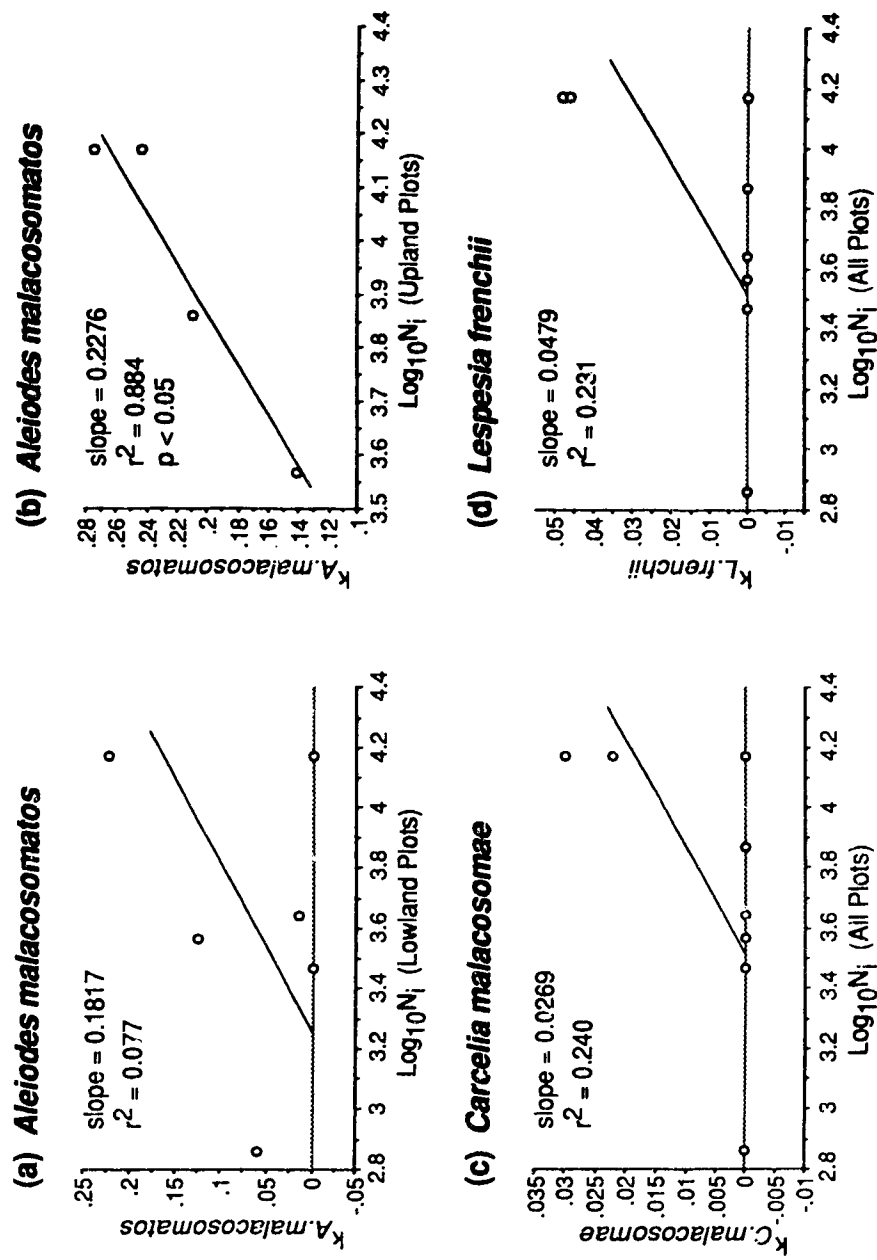 (a) Aleiodes malacosomatos
slope = 0.1817
r² = 0.077
kA.malacosomatos
.25
.2
.15
.1
.05
0
-.05
2.8 3 3.2 3.4 3.6 3.8 4 4.2 4.4
Log10Ni (Lowland Plots)
(b) Aleiodes malacosomatos
slope = 0.2276
r² = 0.884
p < 0.05
kA.malacosomatos
.28
.26
.24
.22
.2
.18
.16
.14
.12
.1
3.5 3.6 3.7 3.8 3.9 4 4.1 4.2 4.3 4.4
Log10Ni (Upland Plots)
(c) Carcelia malacosomae
slope = 0.0269
r² = 0.240
kC.malacosomae
.035
.030
.025
.020
.015
.010
.005
0
-.005
-.01
2.8 3 3.2 3.4 3.6 3.8 4 4.2 4.4
Log10Ni (All Plots)
(d) Lespesia frenchii
slope = 0.0479
r² = 0.231
kL.frenchii
.05
.04
.03
.02
.01
0
-.01
2.8 3 3.2 3.4 3.6 3.8 4 4.2 4.4
Log10Ni (All Plots)